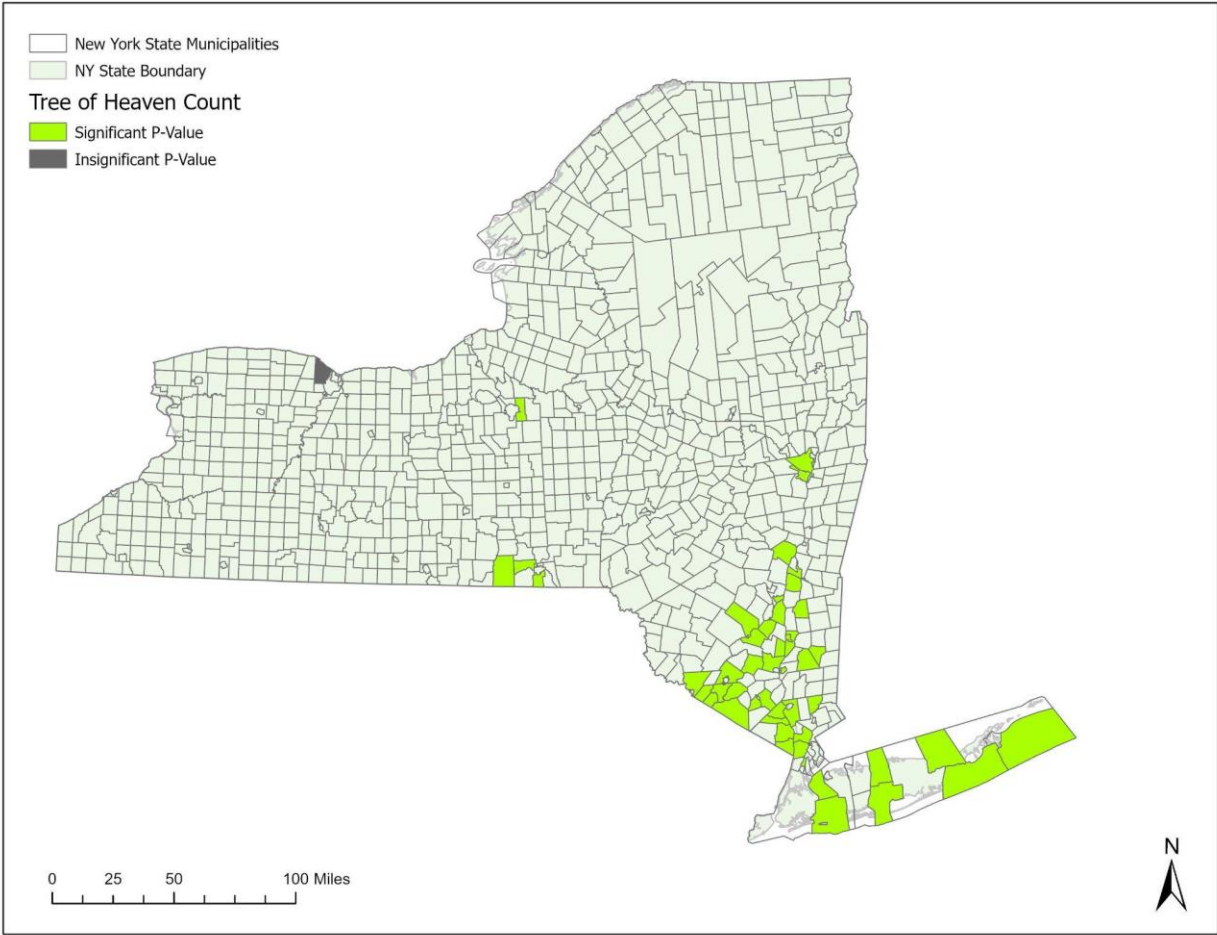 New York State Municipalities
NY State Boundary
Tree of Heaven Count
Significant P-Value
Insignificant P-Value
0 25 50 100 Miles
N